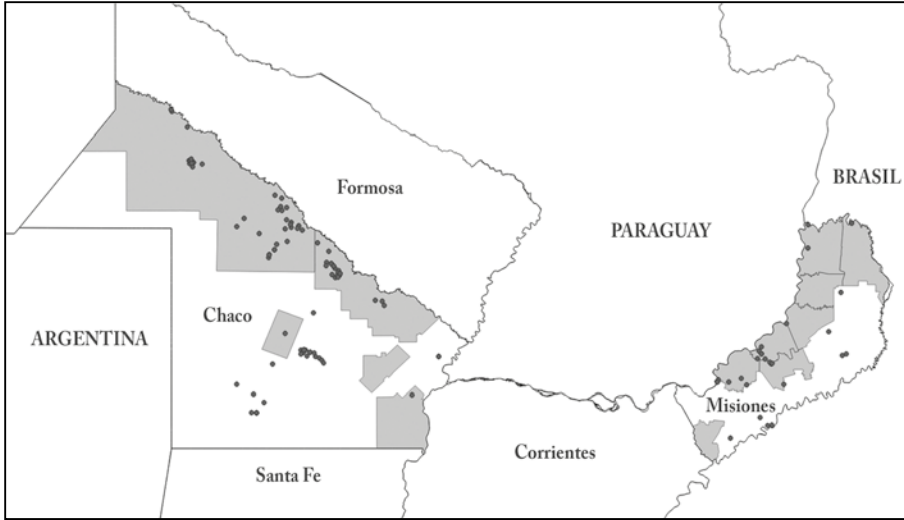 BRASIL
Formosa
PARAGUAY
Chaco
ARGENTINA
Misiones
Corrientes
Santa Fe